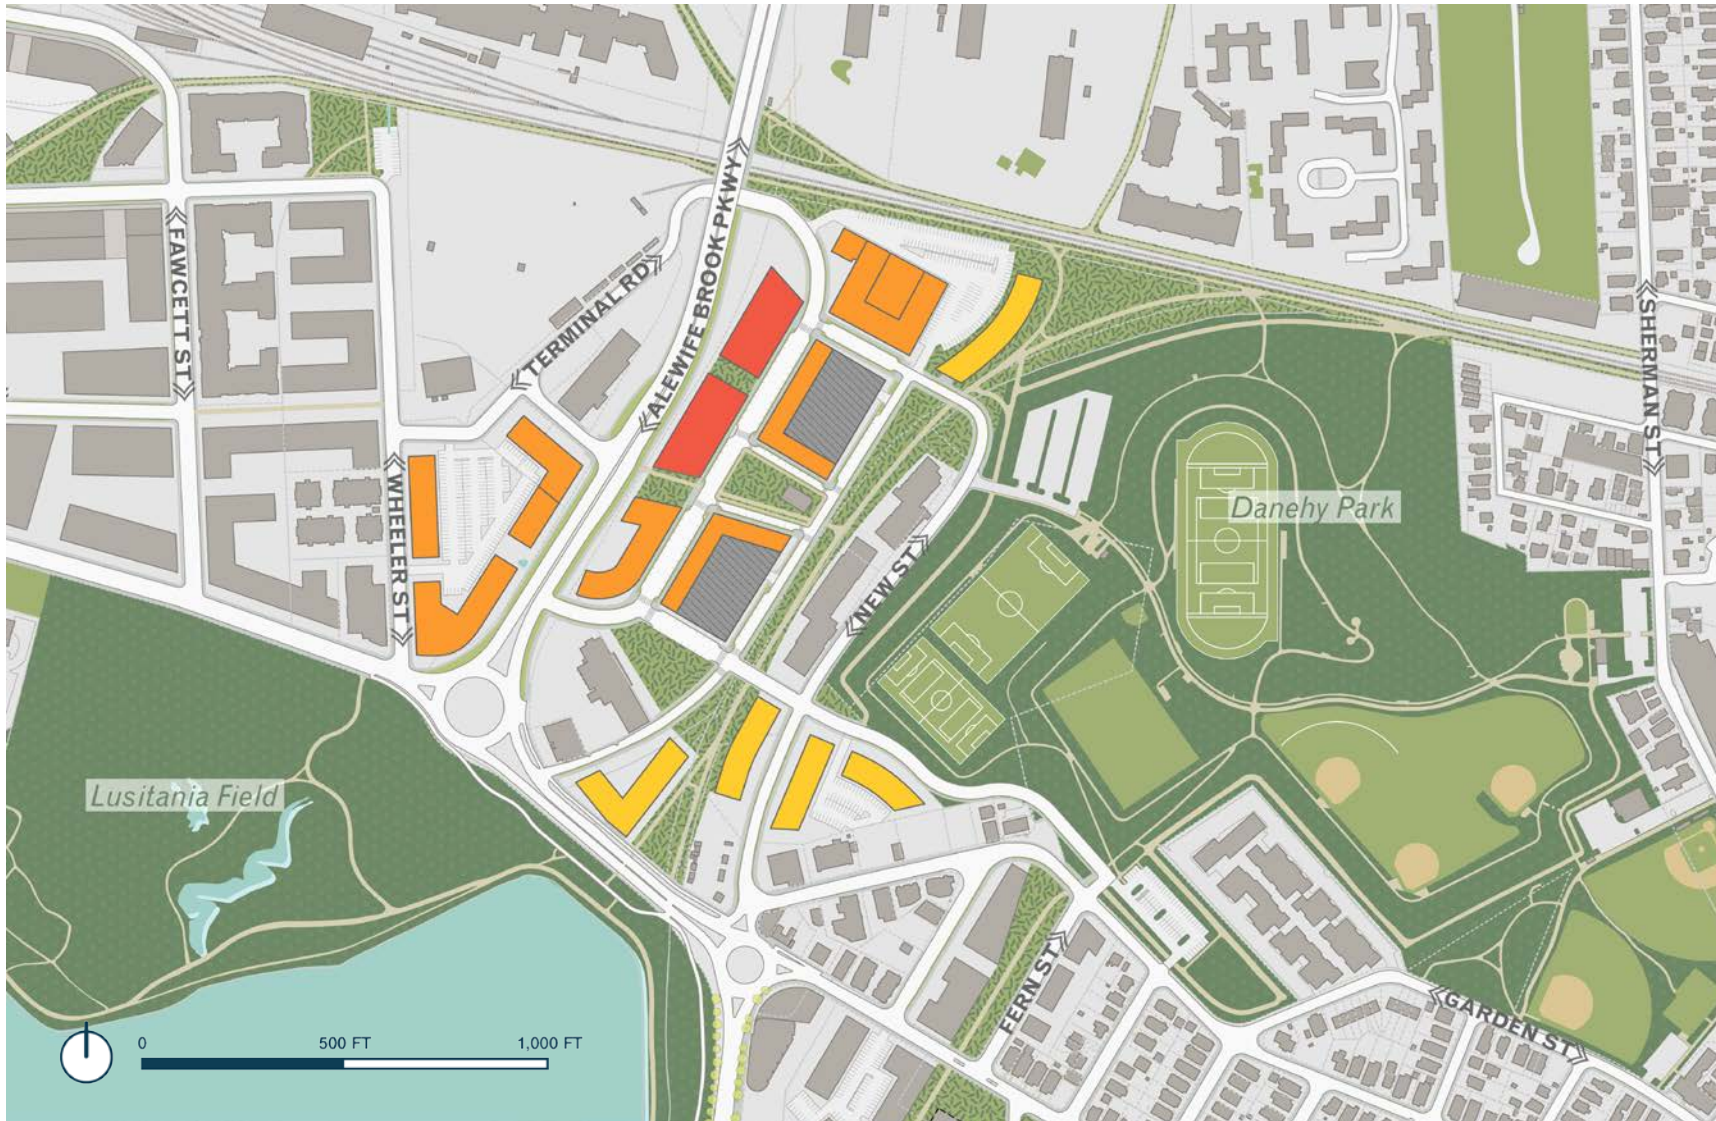 ALEWIFE BROOK PKWY
FAWCETT ST
TERMINAL RD
SHERMAN ST
WHEELER ST
Danehy Park
NEW ST
Lusitania Field
FERN ST
GARDEN ST
0 500 FT 1,000 FT